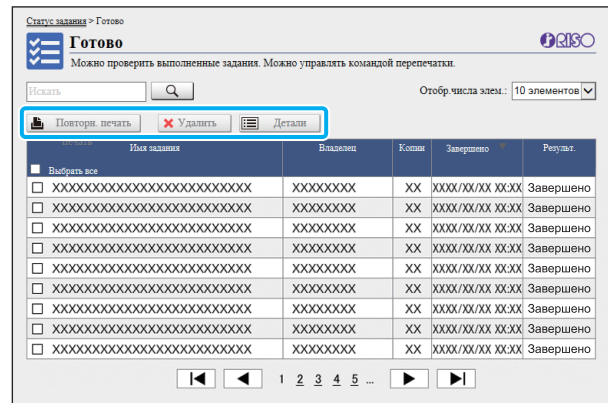 Статус задания > Готово
Готово
RISO
Можно проверить выполненные задания. Можно управлять командой перепечатки.
Искать
Отобр.числа элем.: 10 элементов
Повторн. печать Удалить Детали
печать
Имя задания Владелец Копии Завершено Результ.
Выбрать все
XXXXXXXXXXXXXXXXXXXXXXXXX XXXXXXXX XX XXXX/XX/XX XX:XX Завершено
XXXXXXXXXXXXXXXXXXXXXXXXX XXXXXXXX XX XXXX/XX/XX XX:XX Завершено
XXXXXXXXXXXXXXXXXXXXXXXXX XXXXXXXX XX XXXX/XX/XX XX:XX Завершено
XXXXXXXXXXXXXXXXXXXXXXXXX XXXXXXXX XX XXXX/XX/XX XX:XX Завершено
XXXXXXXXXXXXXXXXXXXXXXXXX XXXXXXXX XX XXXX/XX/XX XX:XX Завершено
XXXXXXXXXXXXXXXXXXXXXXXXX XXXXXXXX XX XXXX/XX/XX XX:XX Завершено
XXXXXXXXXXXXXXXXXXXXXXXXX XXXXXXXX XX XXXX/XX/XX XX:XX Завершено
XXXXXXXXXXXXXXXXXXXXXXXXX XXXXXXXX XX XXXX/XX/XX XX:XX Завершено
XXXXXXXXXXXXXXXXXXXXXXXXX XXXXXXXX XX XXXX/XX/XX XX:XX Завершено
1 2 3 4 5 ...